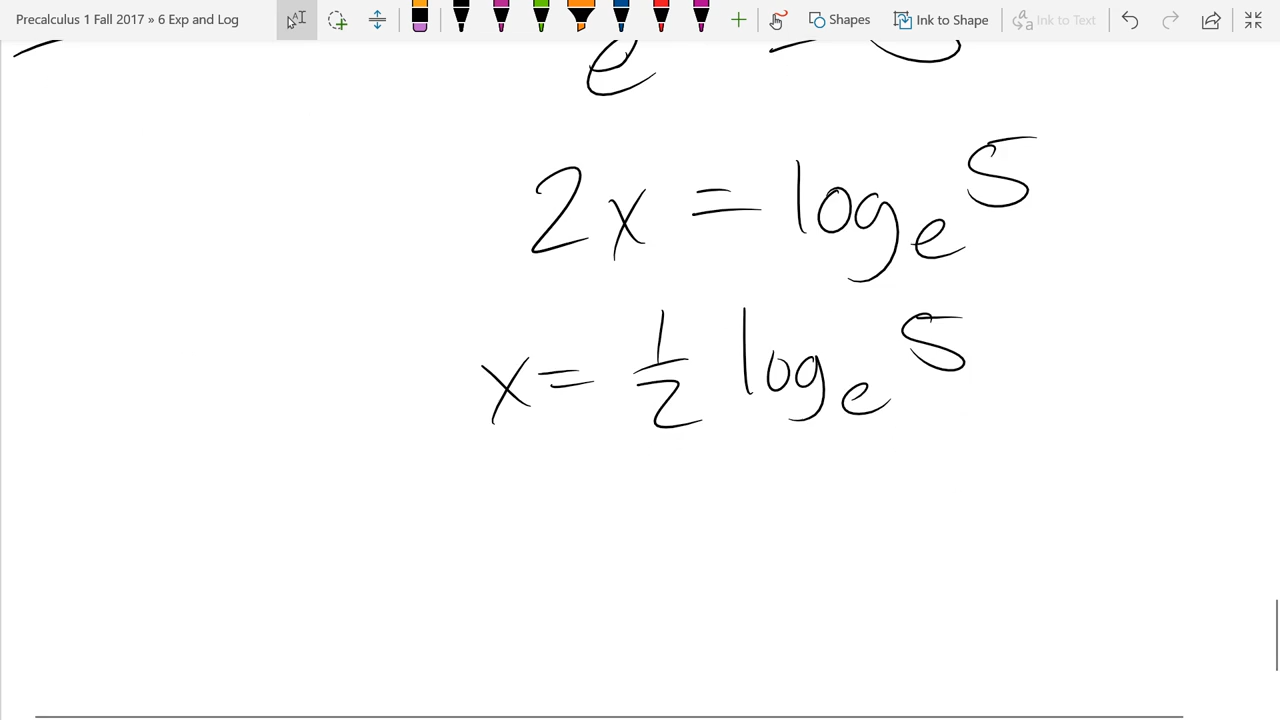 Precalculus 1 Fall 2017 » 6 Exp and Log Shapes Ink to Shape Ink to Text
e = 5
2x = log_e 5
x = 1/2 log_e 5